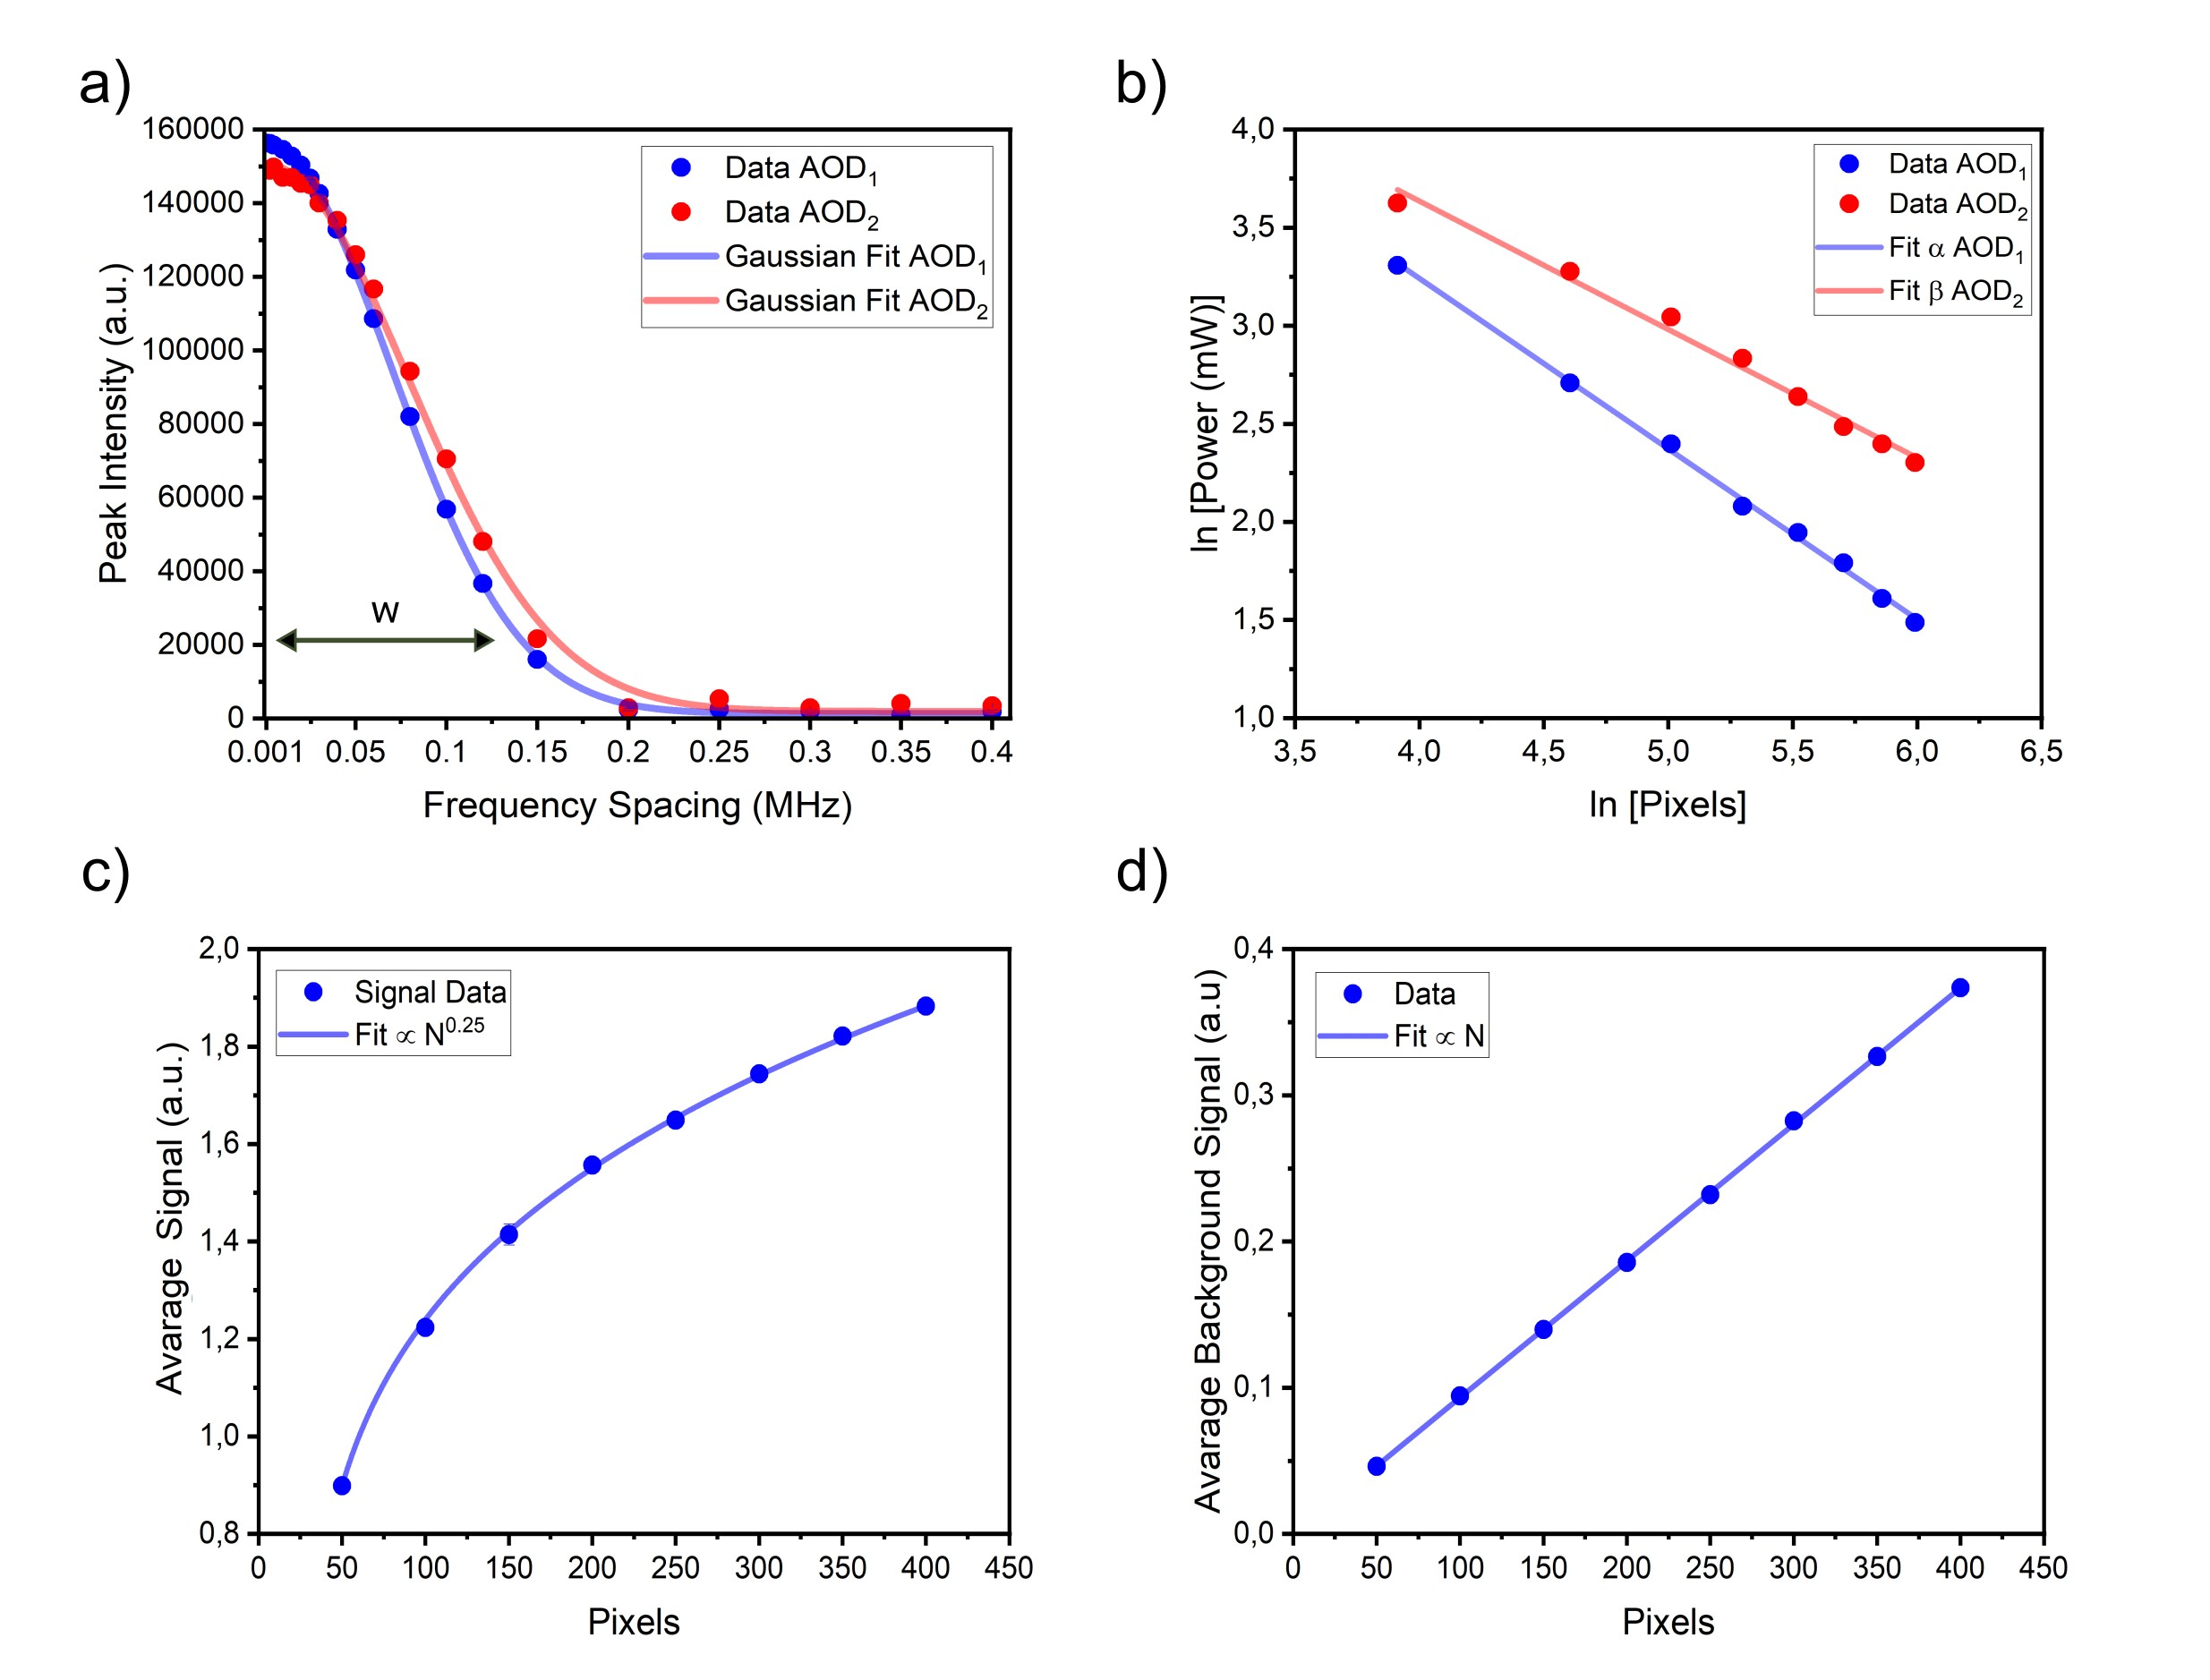 a)
160000
140000
120000
100000
80000
60000
40000
20000
0
Peak Intensity (a.u.)
Data AOD₁
Data AOD₂
Gaussian Fit AOD₁
Gaussian Fit AOD₂
w
0.001 0.05 0.1 0.15 0.2 0.25 0.3 0.35 0.4
Frequency Spacing (MHz)
b)
4,0
3,5
3,0
2,5
2,0
1,5
1,0
ln [Power (mW)]
Data AOD₁
Data AOD₂
Fit α AOD₁
Fit β AOD₂
3,5 4,0 4,5 5,0 5,5 6,0 6,5
ln [Pixels]
c)
2,0
1,8
1,6
1,4
1,2
1,0
0,8
Avarage Signal (a.u.)
Signal Data
Fit ∝ N^0.25
0 50 100 150 200 250 300 350 400 450
Pixels
d)
0,4
0,3
0,2
0,1
0,0
Avarage Background Signal (a.u)
Data
Fit ∝ N
0 50 100 150 200 250 300 350 400 450
Pixels